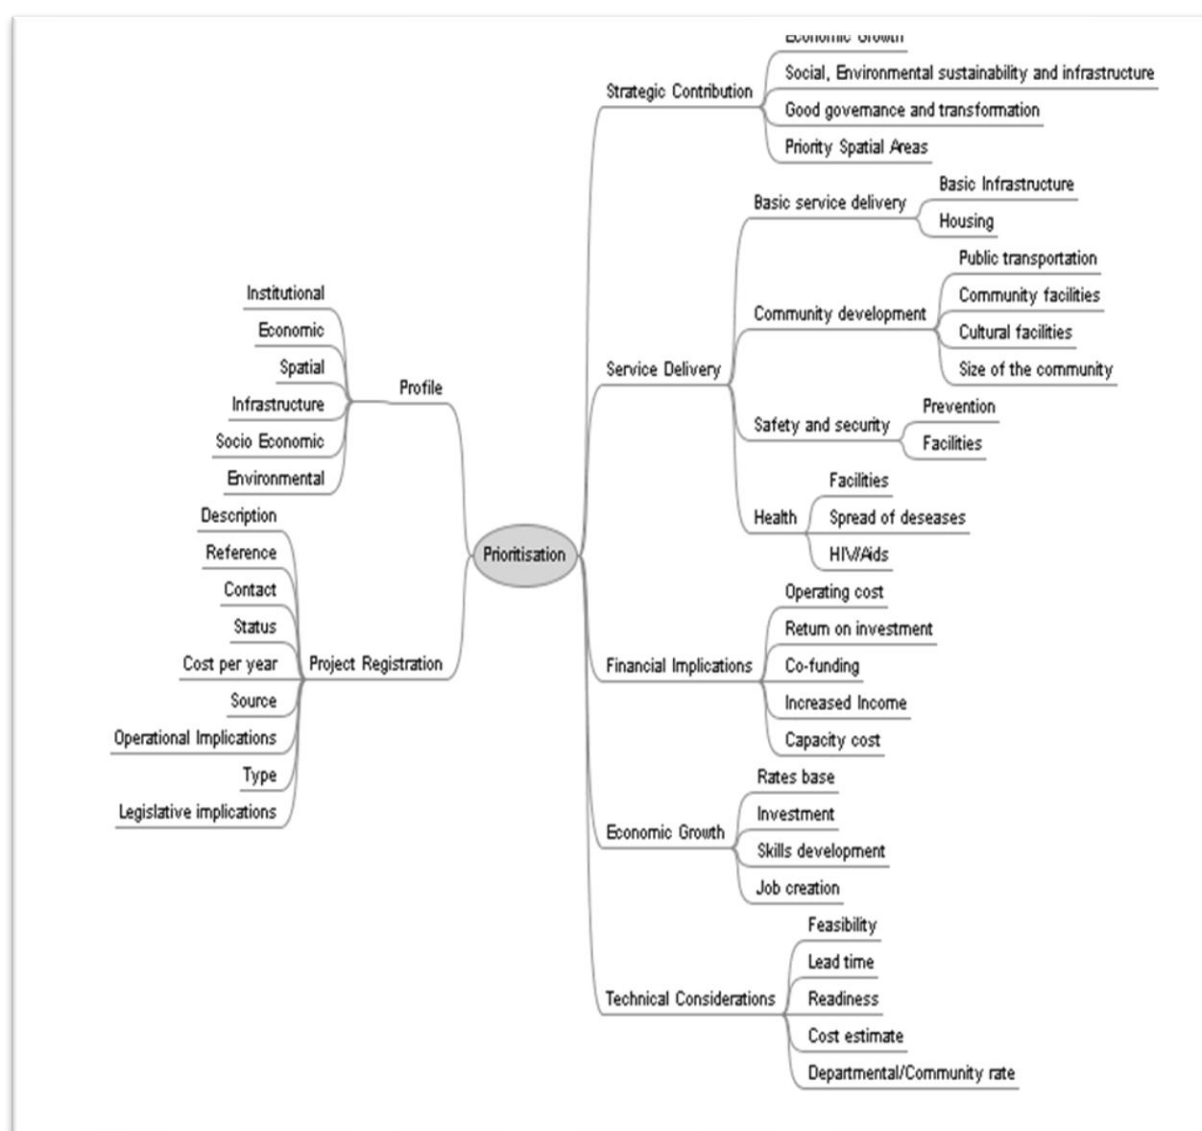 Economic Growth
Strategic Contribution
Social, Environmental sustainability and infrastructure
Good governance and transformation
Priority Spatial Areas
Basic service delivery
Basic Infrastructure
Housing
Community development
Public transportation
Community facilities
Cultural facilities
Size of the community
Service Delivery
Safety and security
Prevention
Facilities
Health
Facilities
Spread of deseases
HIV/Aids
Institutional
Economic
Spatial
Infrastructure
Socio Economic
Environmental
Profile
Description
Reference
Contact
Status
Cost per year
Source
Operational Implications
Type
Legislative implications
Project Registration
Prioritisation
Financial Implications
Operating cost
Return on investment
Co-funding
Increased Income
Capacity cost
Economic Growth
Rates base
Investment
Skills development
Job creation
Technical Considerations
Feasibility
Lead time
Readiness
Cost estimate
Departmental/Community rate